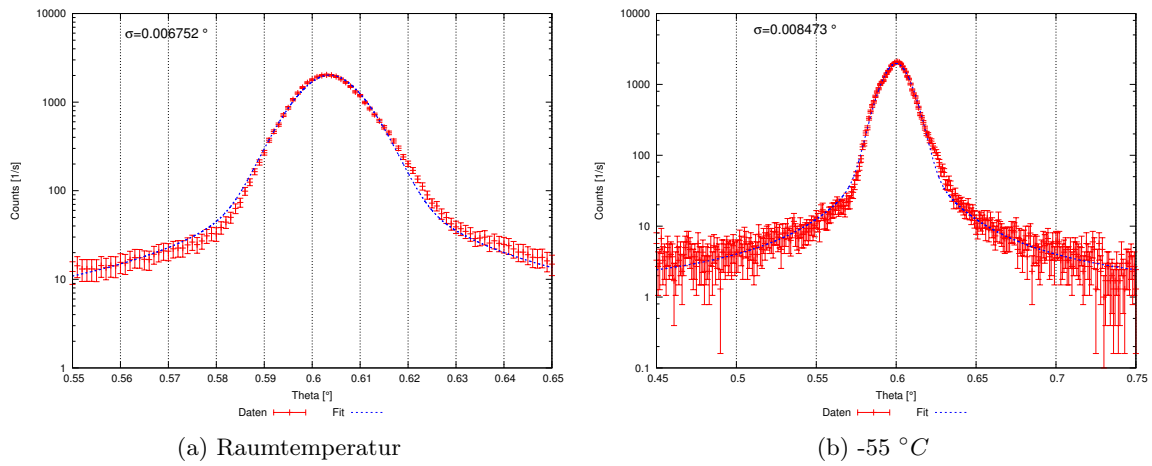 σ=0.006752 °
10000
1000
100
10
1
Counts [1/s]
0.55 0.56 0.57 0.58 0.59 0.6 0.61 0.62 0.63 0.64 0.65
Theta [°]
Daten Fit
(a) Raumtemperatur
σ=0.008473 °
10000
1000
100
10
1
0.1
Counts [1/s]
0.45 0.5 0.55 0.6 0.65 0.7 0.75
Theta [°]
Daten Fit
(b) -55 °C